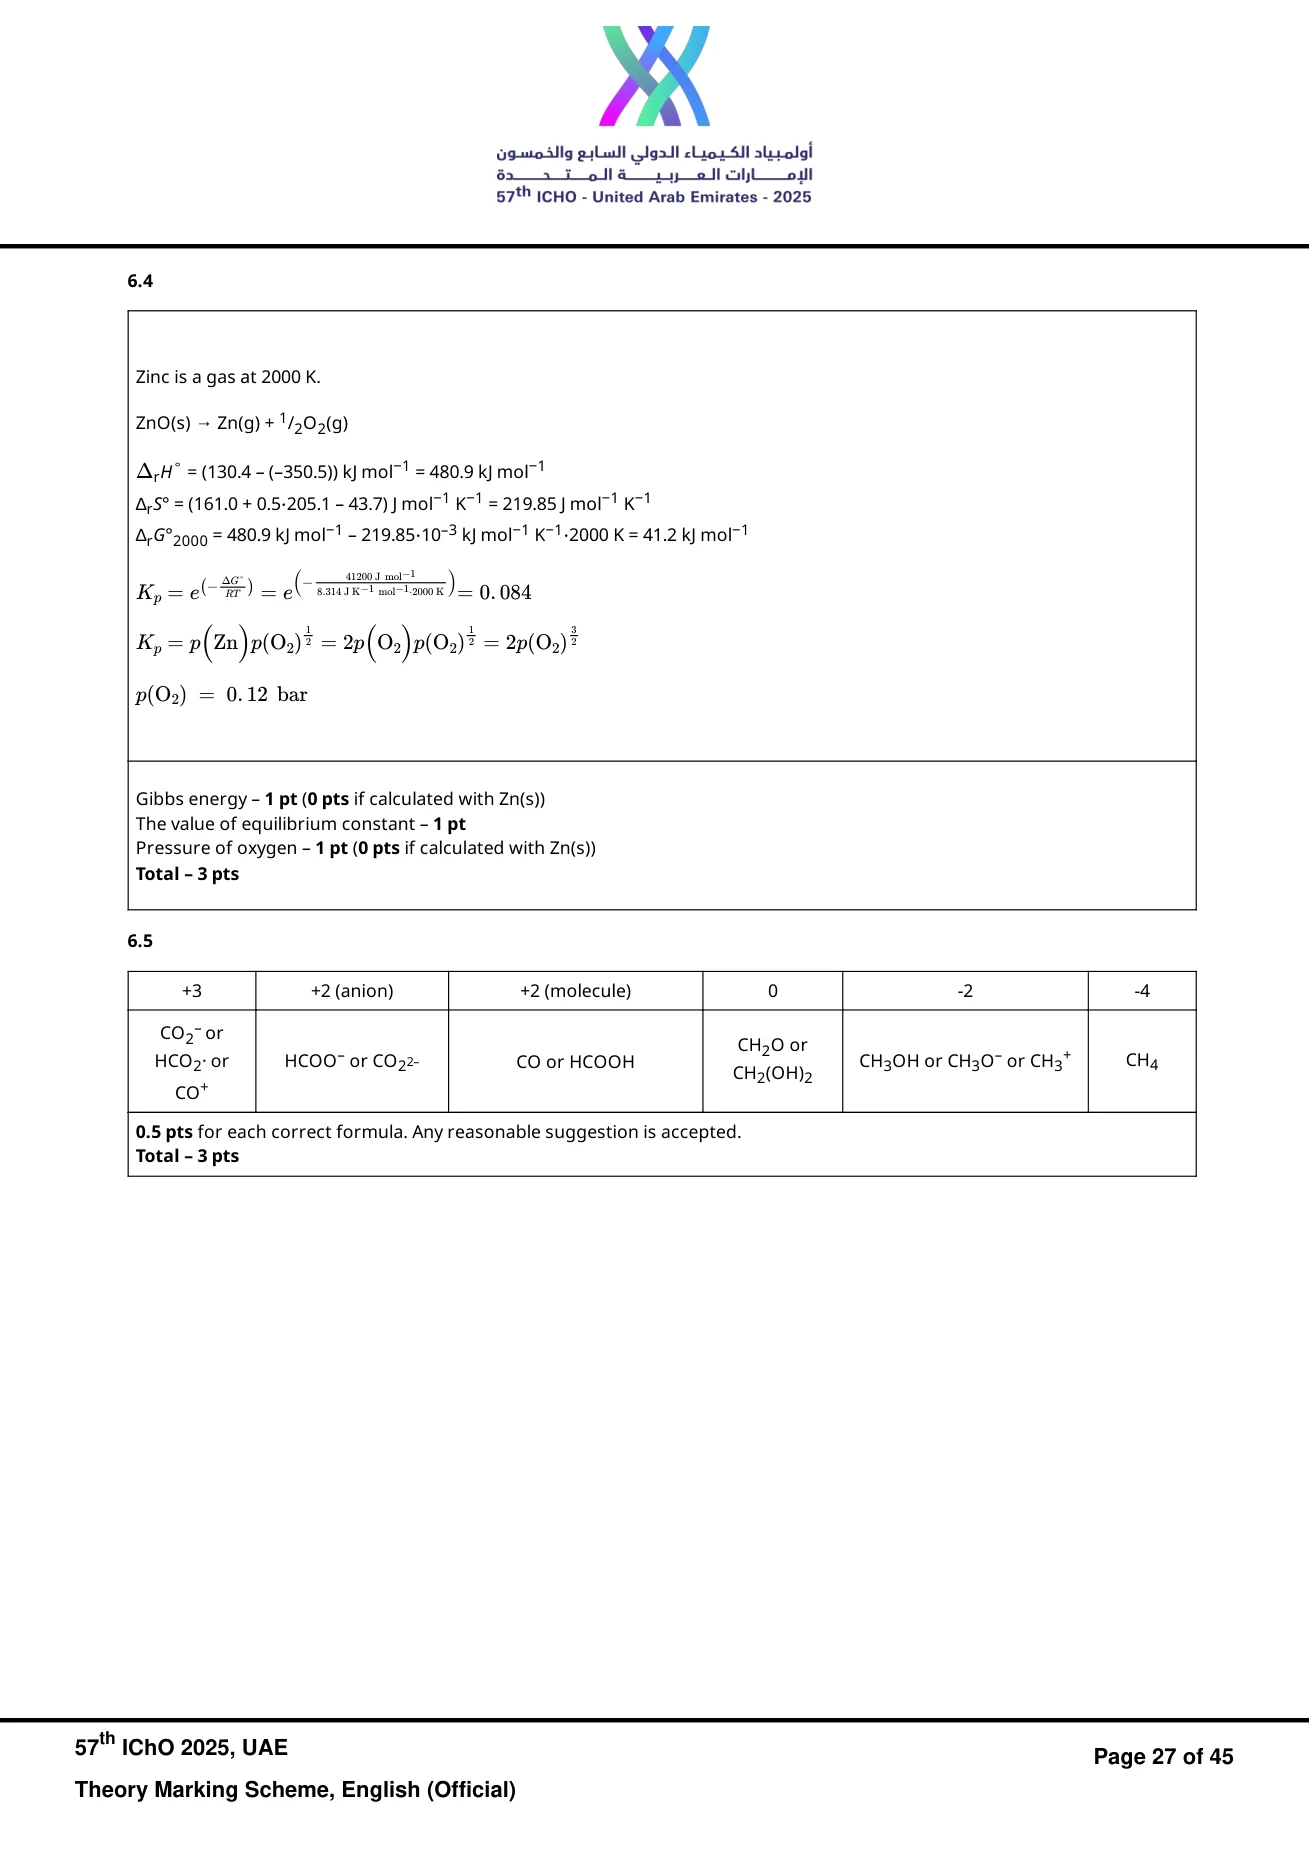 أولمبياد الكيمياء الدولي السابع والخمسون
الإمارات العربية المتحدة
57th ICHO - United Arab Emirates - 2025
6.4
Zinc is a gas at 2000 K.
ZnO(s) → Zn(g) + 1/2O2(g)
ΔrH° = (130.4 – (–350.5)) kJ mol−1 = 480.9 kJ mol−1
ΔrS° = (161.0 + 0.5·205.1 – 43.7) J mol−1 K−1 = 219.85 J mol−1 K−1
ΔrG°2000 = 480.9 kJ mol−1 – 219.85·10−3 kJ mol−1 K−1·2000 K = 41.2 kJ mol−1
Kp = e^(−ΔG°/RT) = e^(−41200 J mol−1 / 8.314 J K−1 mol−1·2000 K) = 0.084
Kp = p(Zn)p(O2)^1/2 = 2p(O2)p(O2)^1/2 = 2p(O2)^3/2
p(O2) = 0.12 bar
Gibbs energy – 1 pt (0 pts if calculated with Zn(s))
The value of equilibrium constant – 1 pt
Pressure of oxygen – 1 pt (0 pts if calculated with Zn(s))
Total – 3 pts
6.5
+3 +2 (anion) +2 (molecule) 0 -2 -4
CO2− or HCO2· or CO+ HCOO− or CO22− CO or HCOOH CH2O or CH2(OH)2 CH3OH or CH3O− or CH3+ CH4
0.5 pts for each correct formula. Any reasonable suggestion is accepted.
Total – 3 pts
57th IChO 2025, UAE
Theory Marking Scheme, English (Official)
Page 27 of 45